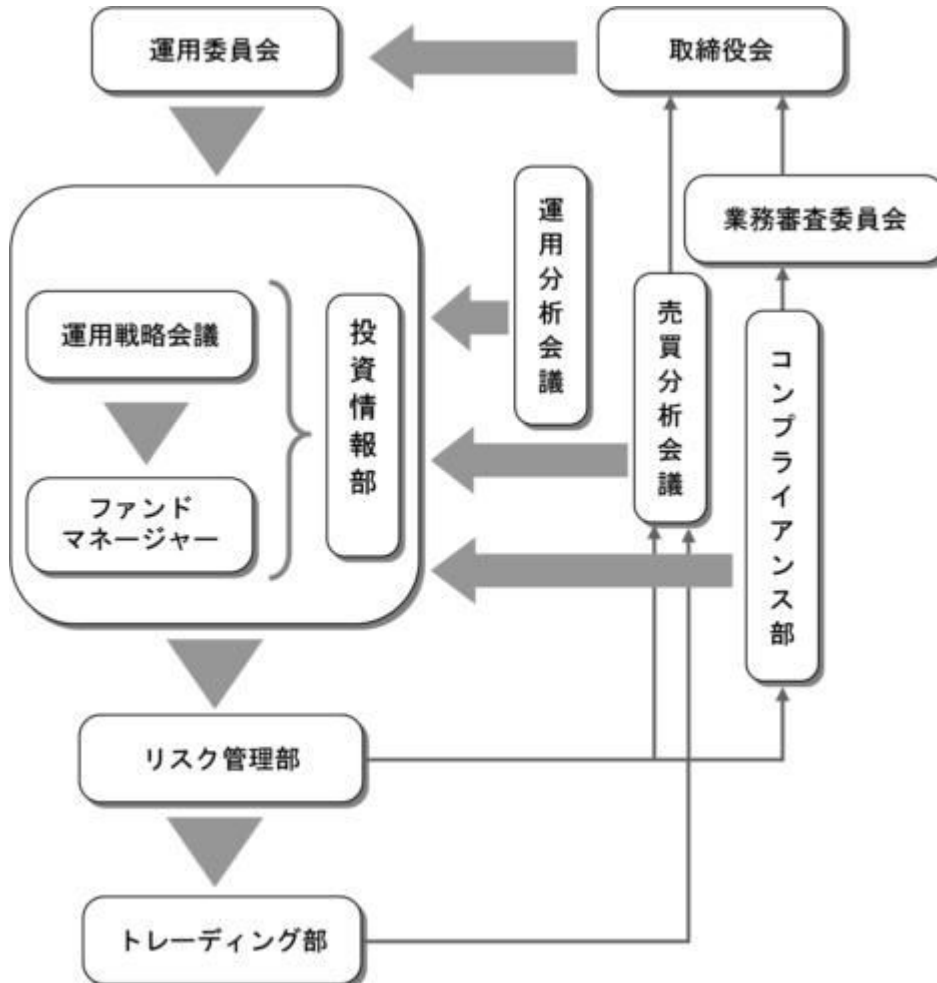 運用委員会
取締役会
運用分析会議
業務審査委員会
運用戦略会議
投資情報部
売買分析会議
コンプライアンス部
ファンド
マネージャー
リスク管理部
トレーディング部